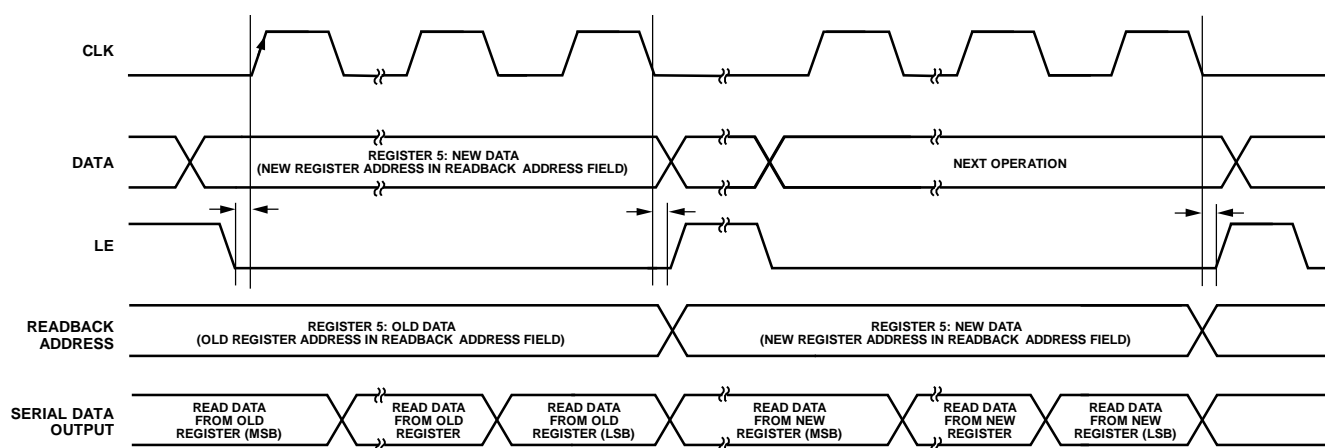 CLK
DATA
REGISTER 5: NEW DATA
(NEW REGISTER ADDRESS IN READBACK ADDRESS FIELD)
NEXT OPERATION
LE
READBACK
ADDRESS
REGISTER 5: OLD DATA
(OLD REGISTER ADDRESS IN READBACK ADDRESS FIELD)
REGISTER 5: NEW DATA
(NEW REGISTER ADDRESS IN READBACK ADDRESS FIELD)
SERIAL DATA
OUTPUT
READ DATA
FROM OLD
REGISTER (MSB)
READ DATA
FROM OLD
REGISTER
READ DATA
FROM OLD
REGISTER (LSB)
READ DATA
FROM NEW
REGISTER (MSB)
READ DATA
FROM NEW
REGISTER
READ DATA
FROM NEW
REGISTER (LSB)